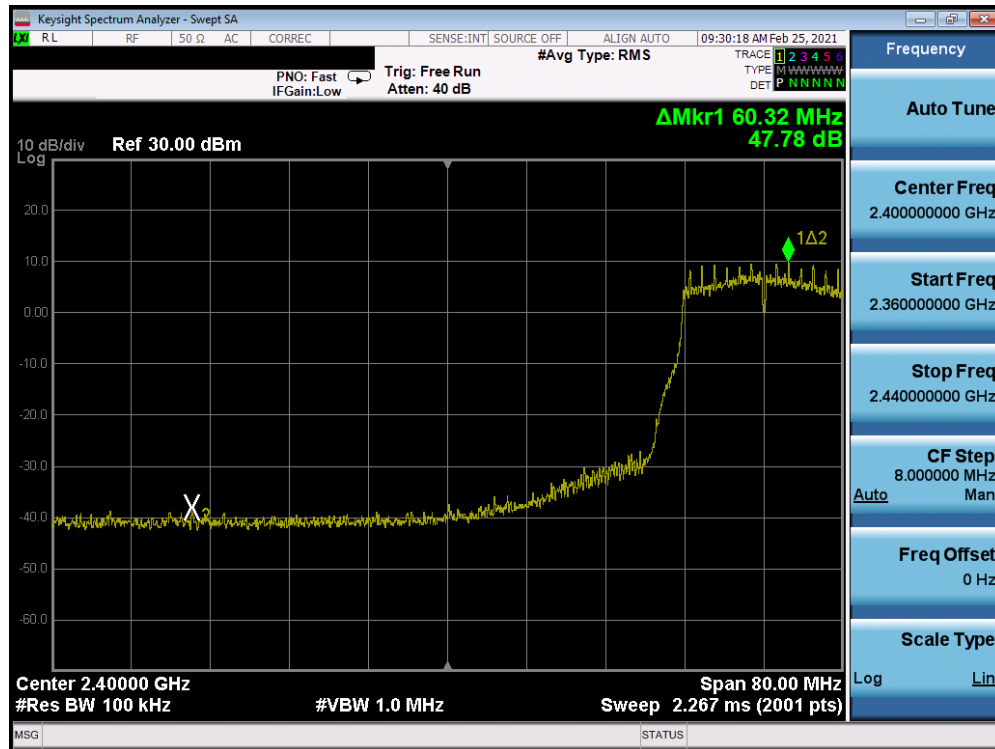 Keysight Spectrum Analyzer - Swept SA
LXI RL RF 50 Ω AC CORREC SENSE:INT SOURCE OFF ALIGN AUTO 09:30:18 AM Feb 25, 2021
#Avg Type: RMS
TRACE 1 2 3 4 5 6
PNO: Fast Trig: Free Run
TYPE M W W W W W
IFGain:Low Atten: 40 dB
DET P N N N N N
ΔMkr1 60.32 MHz
47.78 dB
10 dB/div Ref 30.00 dBm
Log
20.0
10.0
0.00
-10.0
-20.0
-30.0
-40.0
-50.0
-60.0
1Δ2
X2
Center 2.40000 GHz Span 80.00 MHz
#Res BW 100 kHz #VBW 1.0 MHz Sweep 2.267 ms (2001 pts)
MSG STATUS
Frequency
Auto Tune
Center Freq
2.400000000 GHz
Start Freq
2.360000000 GHz
Stop Freq
2.440000000 GHz
CF Step
8.000000 MHz
Auto Man
Freq Offset
0 Hz
Scale Type
Log Lin